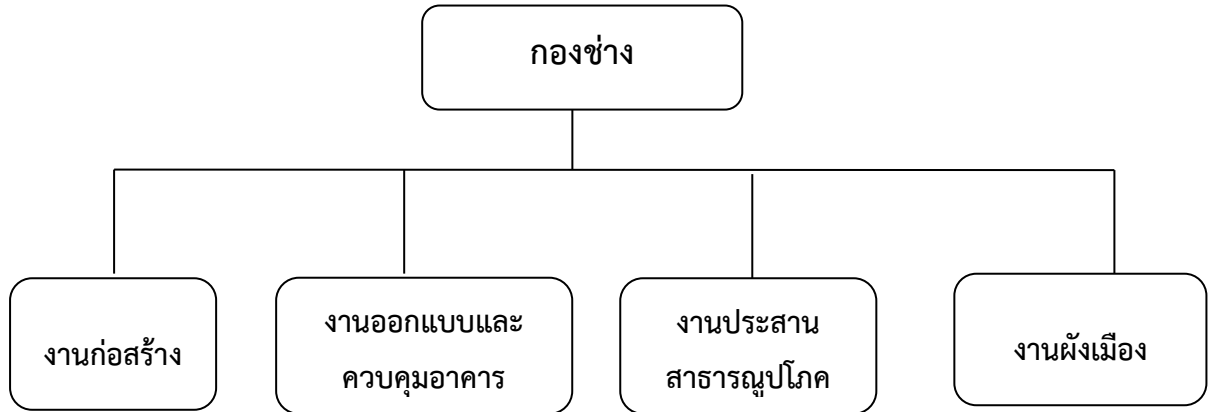 กองช่าง
งานก่อสร้าง
งานออกแบบและ
ควบคุมอาคาร
งานประสาน
สาธารณูปโภค
งานผังเมือง